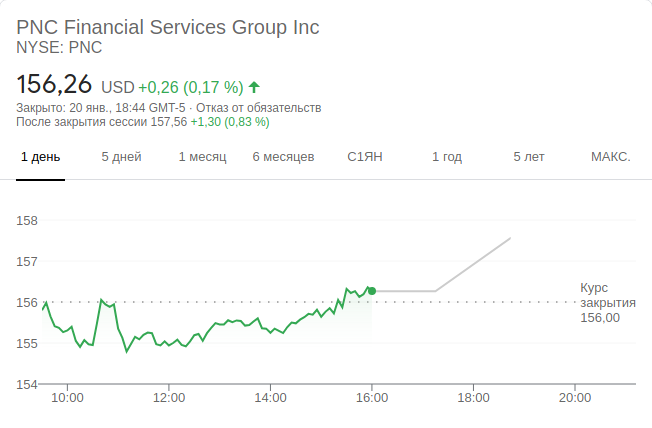 PNC Financial Services Group Inc
NYSE: PNC
156,26 USD +0,26 (0,17 %)
Закрыто: 20 янв., 18:44 GMT-5 · Отказ от обязательств
После закрытия сессии 157,56 +1,30 (0,83 %)
1 день 5 дней 1 месяц 6 месяцев С1ЯН 1 год 5 лет МАКС.
158
157
156
155
154
Курс
закрытия
156,00
10:00 12:00 14:00 16:00 18:00 20:00